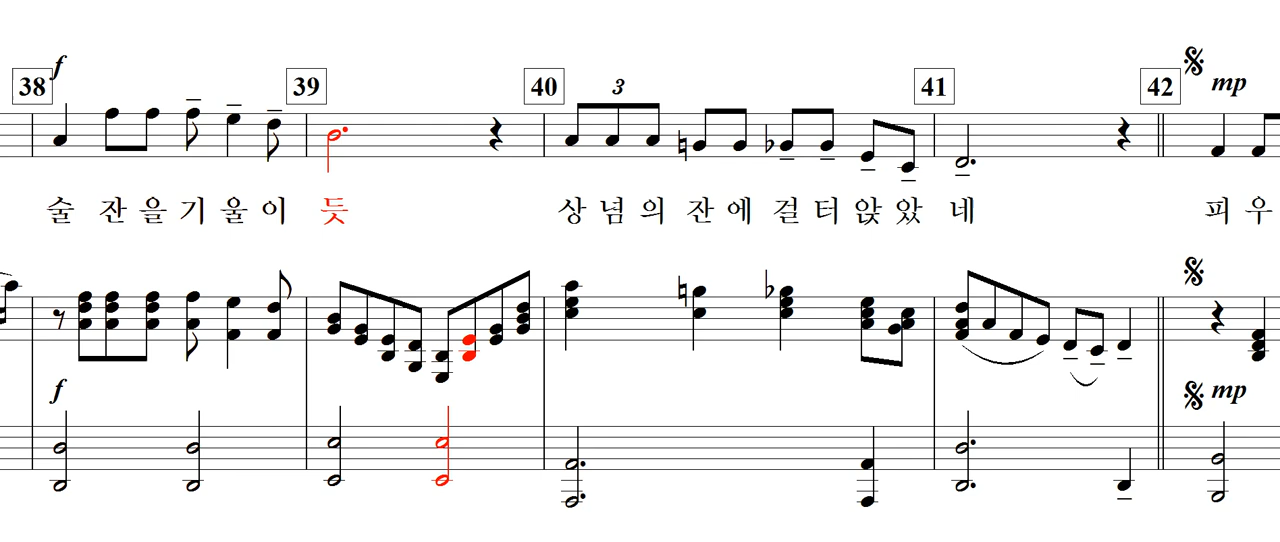 f
38 39 40 3 41 42 mp
술 잔 을 기 울 이 듯 상 념 의 잔 에 걸 터 앉 았 네 피 우
f mp